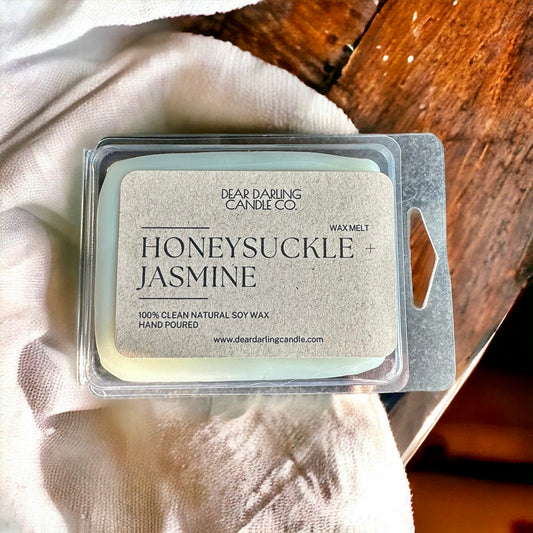 DEAR DARLING
CANDLE CO.
WAX MELT
HONEYSUCKLE +
JASMINE
100% CLEAN NATURAL SOY WAX
HAND POURED
www.deardarlingcandle.com